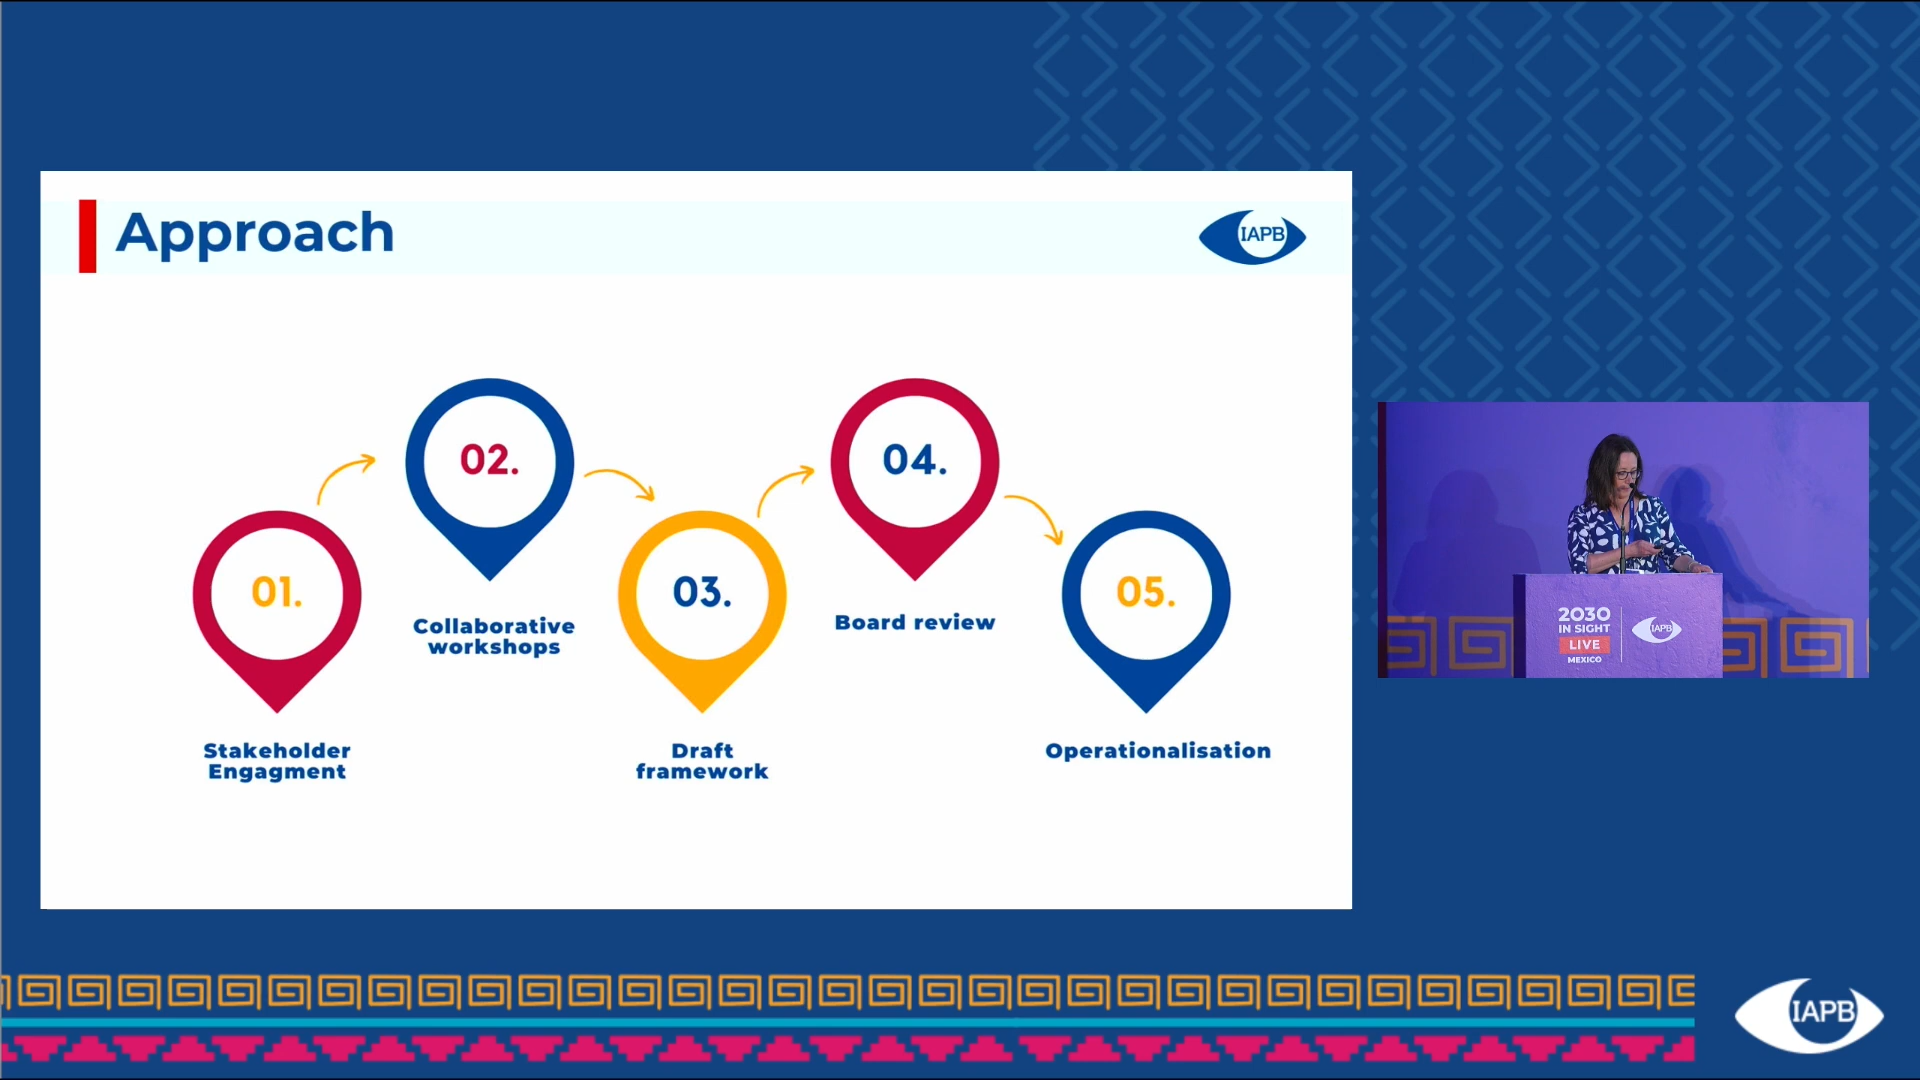 Approach
IAPB
01.
02.
03.
04.
05.
Stakeholder
Engagment
Collaborative
workshops
Draft
framework
Board review
Operationalisation
2030
IN SIGHT
LIVE
MEXICO
IAPB
IAPB